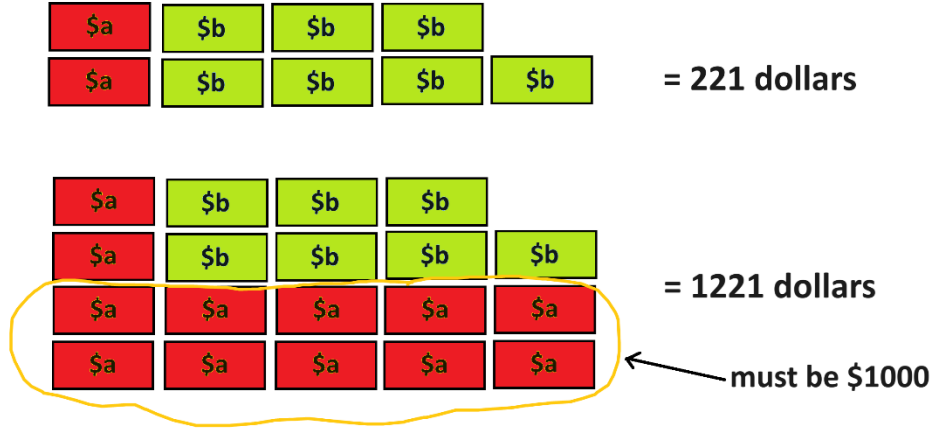 $a $b $b $b
$a $b $b $b $b
= 221 dollars
$a $b $b $b
$a $b $b $b $b
= 1221 dollars
$a $a $a $a $a
$a $a $a $a $a
must be $1000